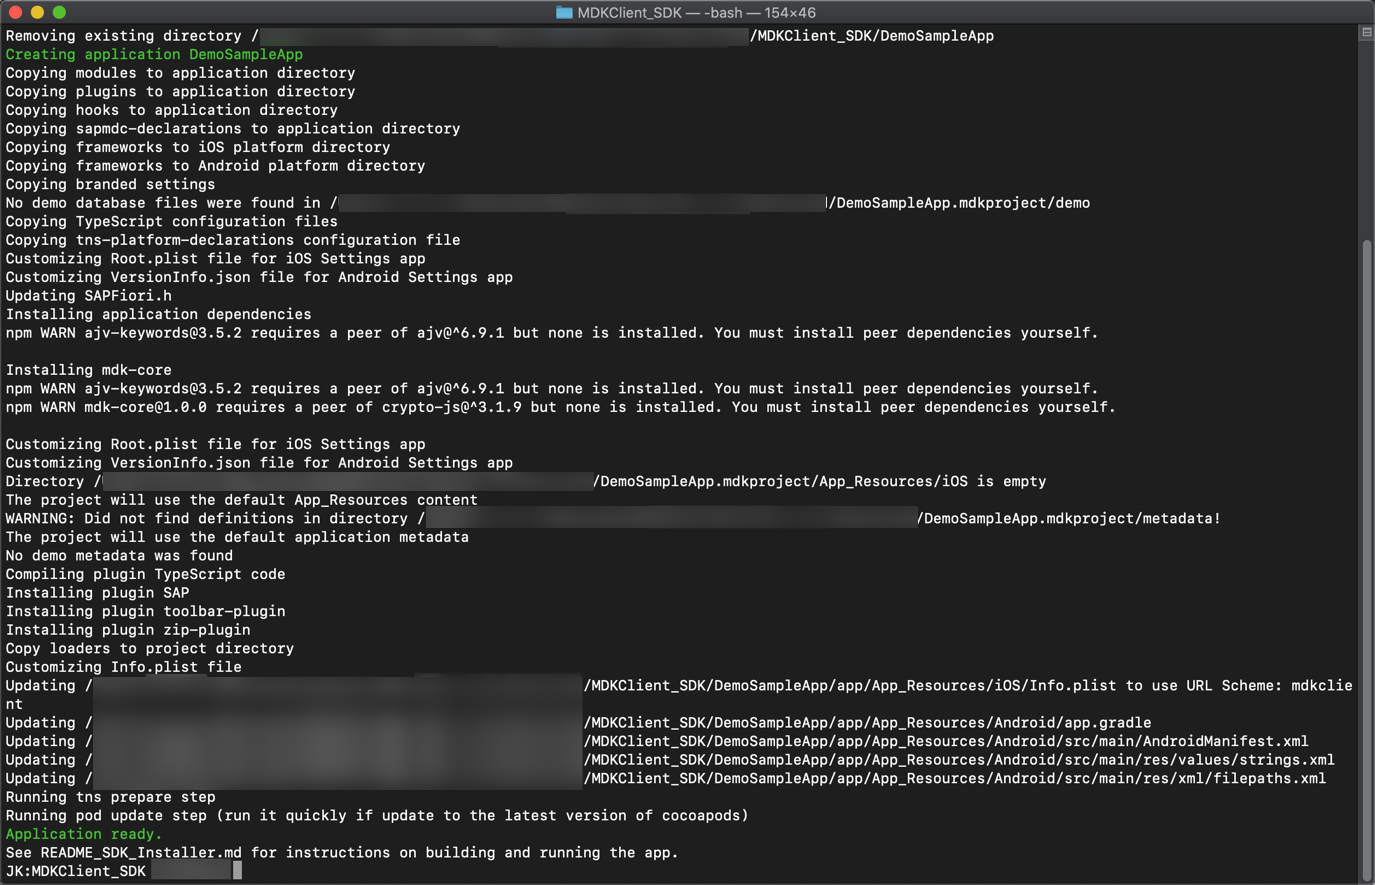 MDKClient_SDK — -bash — 154×46
Removing existing directory / /MDKClient_SDK/DemoSampleApp
Creating application DemoSampleApp
Copying modules to application directory
Copying plugins to application directory
Copying hooks to application directory
Copying sapmdc-declarations to application directory
Copying frameworks to iOS platform directory
Copying frameworks to Android platform directory
Copying branded settings
No demo database files were found in / /DemoSampleApp.mdkproject/demo
Copying TypeScript configuration files
Copying tns-platform-declarations configuration file
Customizing Root.plist file for iOS Settings app
Customizing VersionInfo.json file for Android Settings app
Updating SAPFiori.h
Installing application dependencies
npm WARN ajv-keywords@3.5.2 requires a peer of ajv@^6.9.1 but none is installed. You must install peer dependencies yourself.
Installing mdk-core
npm WARN ajv-keywords@3.5.2 requires a peer of ajv@^6.9.1 but none is installed. You must install peer dependencies yourself.
npm WARN mdk-core@1.0.0 requires a peer of crypto-js@^3.1.9 but none is installed. You must install peer dependencies yourself.
Customizing Root.plist file for iOS Settings app
Customizing VersionInfo.json file for Android Settings app
Directory / /DemoSampleApp.mdkproject/App_Resources/iOS is empty
The project will use the default App_Resources content
WARNING: Did not find definitions in directory / /DemoSampleApp.mdkproject/metadata!
The project will use the default application metadata
No demo metadata was found
Compiling plugin TypeScript code
Installing plugin SAP
Installing plugin toolbar-plugin
Installing plugin zip-plugin
Copy loaders to project directory
Customizing Info.plist file
Updating / /MDKClient_SDK/DemoSampleApp/app/App_Resources/iOS/Info.plist to use URL Scheme: mdkclie
nt
Updating / /MDKClient_SDK/DemoSampleApp/app/App_Resources/Android/app.gradle
Updating / /MDKClient_SDK/DemoSampleApp/app/App_Resources/Android/src/main/AndroidManifest.xml
Updating / /MDKClient_SDK/DemoSampleApp/app/App_Resources/Android/src/main/res/values/strings.xml
Updating / /MDKClient_SDK/DemoSampleApp/app/App_Resources/Android/src/main/res/xml/filepaths.xml
Running tns prepare step
Running pod update step (run it quickly if update to the latest version of cocoapods)
Application ready.
See README_SDK_Installer.md for instructions on building and running the app.
JK:MDKClient_SDK